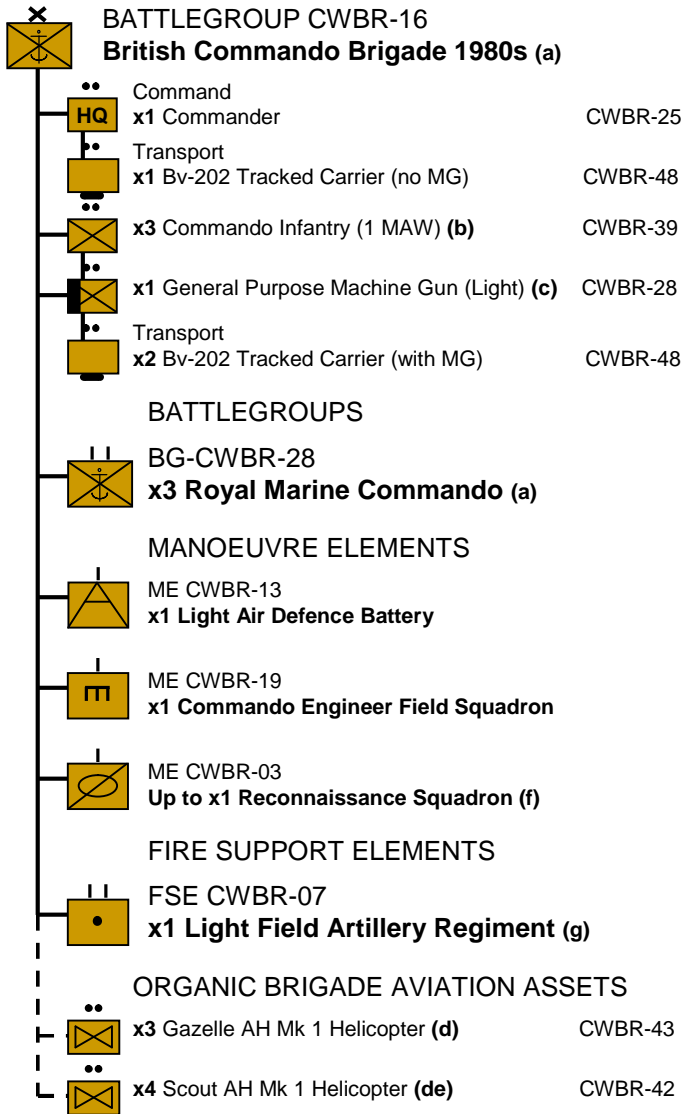 BATTLEGROUP CWBR-16
British Commando Brigade 1980s (a)
Command
HQ x1 Commander CWBR-25
Transport
x1 Bv-202 Tracked Carrier (no MG) CWBR-48
x3 Commando Infantry (1 MAW) (b) CWBR-39
x1 General Purpose Machine Gun (Light) (c) CWBR-28
Transport
x2 Bv-202 Tracked Carrier (with MG) CWBR-48
BATTLEGROUPS
BG-CWBR-28
x3 Royal Marine Commando (a)
MANOEUVRE ELEMENTS
ME CWBR-13
x1 Light Air Defence Battery
ME CWBR-19
x1 Commando Engineer Field Squadron
ME CWBR-03
Up to x1 Reconnaissance Squadron (f)
FIRE SUPPORT ELEMENTS
FSE CWBR-07
x1 Light Field Artillery Regiment (g)
ORGANIC BRIGADE AVIATION ASSETS
x3 Gazelle AH Mk 1 Helicopter (d) CWBR-43
x4 Scout AH Mk 1 Helicopter (de) CWBR-42